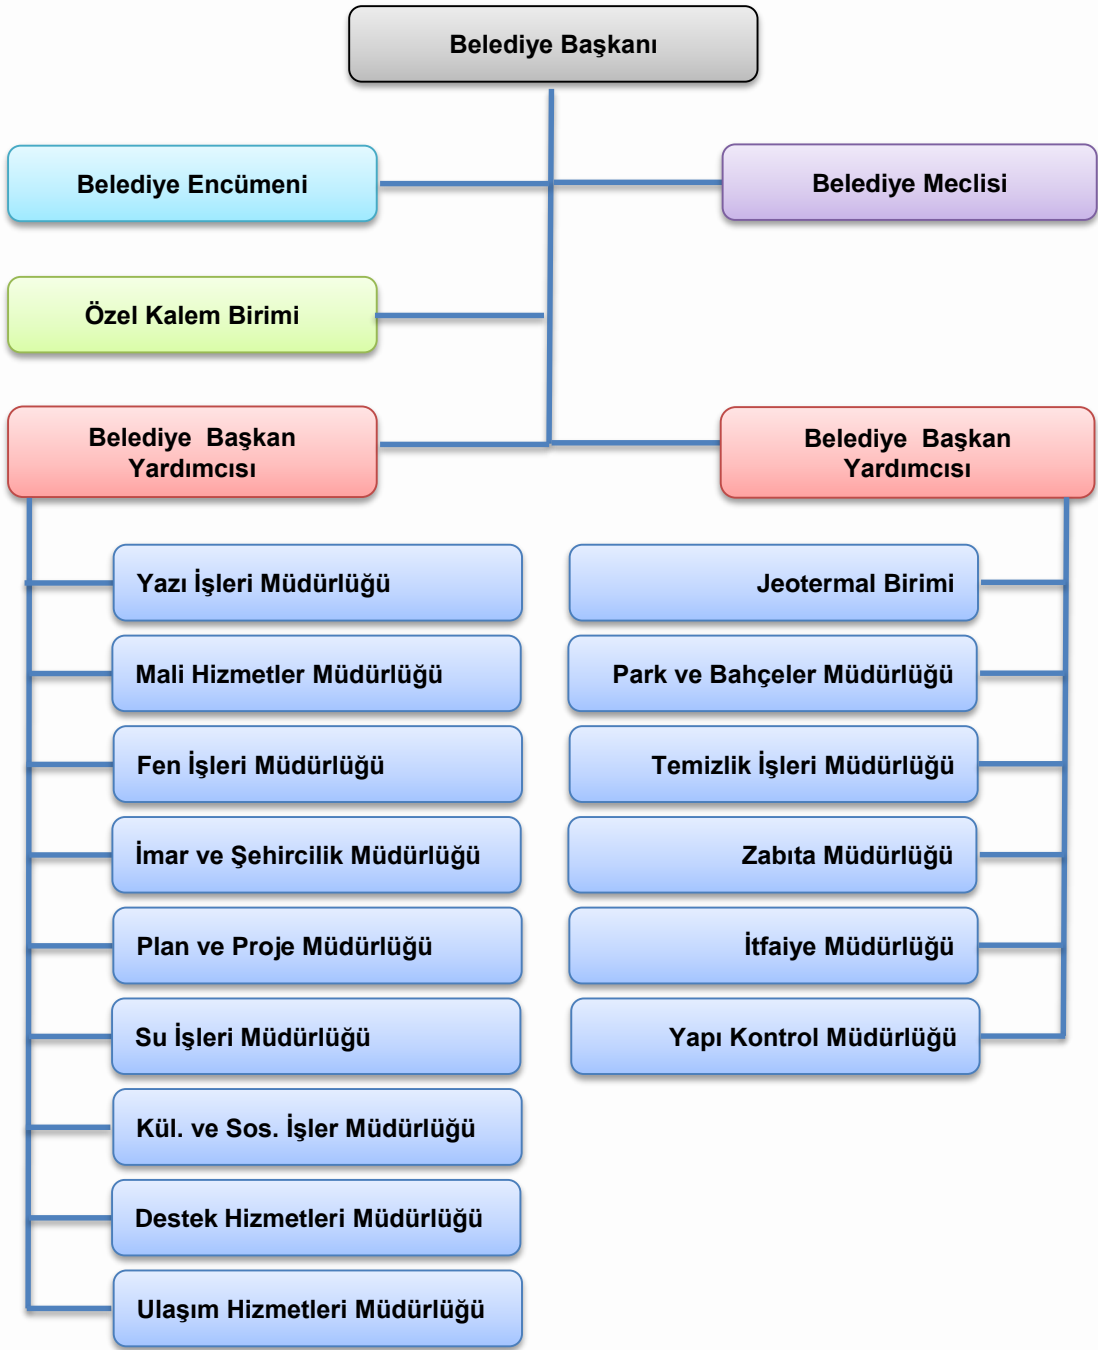 Belediye Başkanı
Belediye Encümeni
Belediye Meclisi
Özel Kalem Birimi
Belediye Başkan
Yardımcısı
Belediye Başkan
Yardımcısı
Yazı İşleri Müdürlüğü
Mali Hizmetler Müdürlüğü
Fen İşleri Müdürlüğü
İmar ve Şehircilik Müdürlüğü
Plan ve Proje Müdürlüğü
Su İşleri Müdürlüğü
Kül. ve Sos. İşler Müdürlüğü
Destek Hizmetleri Müdürlüğü
Ulaşım Hizmetleri Müdürlüğü
Jeotermal Birimi
Park ve Bahçeler Müdürlüğü
Temizlik İşleri Müdürlüğü
Zabıta Müdürlüğü
İtfaiye Müdürlüğü
Yapı Kontrol Müdürlüğü